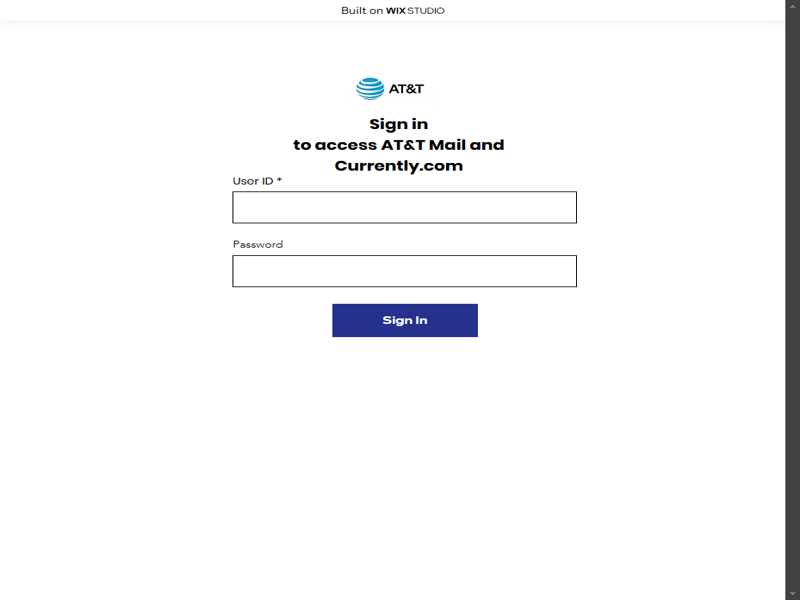 Built on WIX STUDIO
AT&T
Sign in
to access AT&T Mail and
Currently.com
User ID *
Password
Sign In